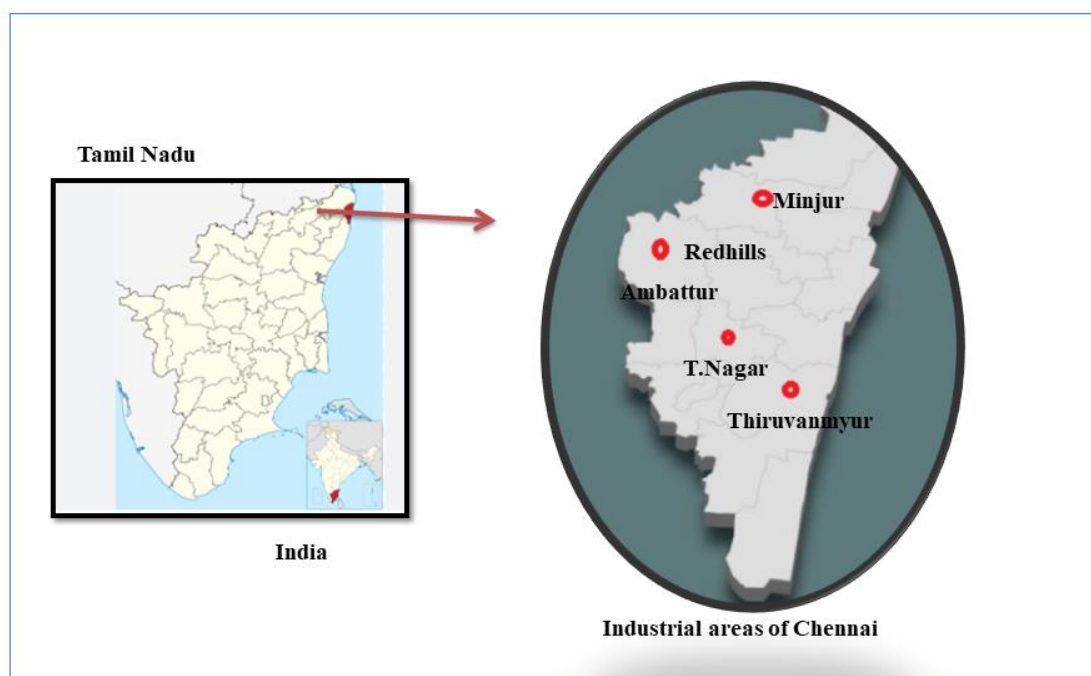 Tamil Nadu
India
Minjur
Redhills
Ambattur
T.Nagar
Thiruvanmyur
Industrial areas of Chennai